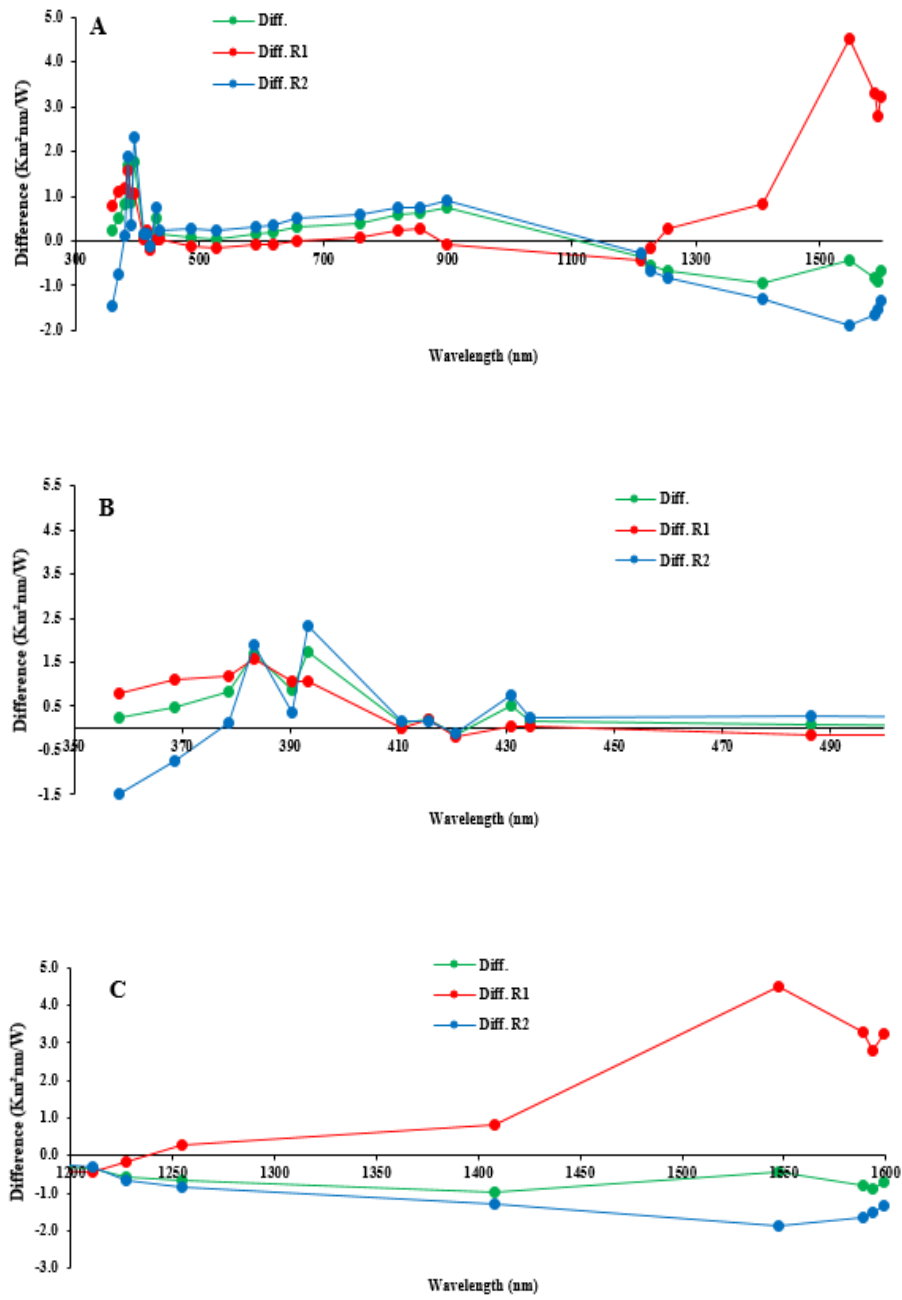 A
Diff.
Diff. R1
Diff. R2
5.0
4.0
3.0
2.0
1.0
0.0
-1.0
-2.0
300
500
700
900
1100
1300
1500
Difference (Km²nm/W)
Wavelength (nm)
B
Diff.
Diff. R1
Diff. R2
5.5
4.5
3.5
2.5
1.5
0.5
-0.5
-1.5
350
370
390
410
430
450
470
490
Difference (Km²nm/W)
Wavelength (nm)
C
Diff.
Diff. R1
Diff. R2
5.0
4.0
3.0
2.0
1.0
0.0
-1.0
-2.0
-3.0
1200
1250
1300
1350
1400
1450
1500
1550
1600
Difference (Km²nm/W)
Wavelength (nm)